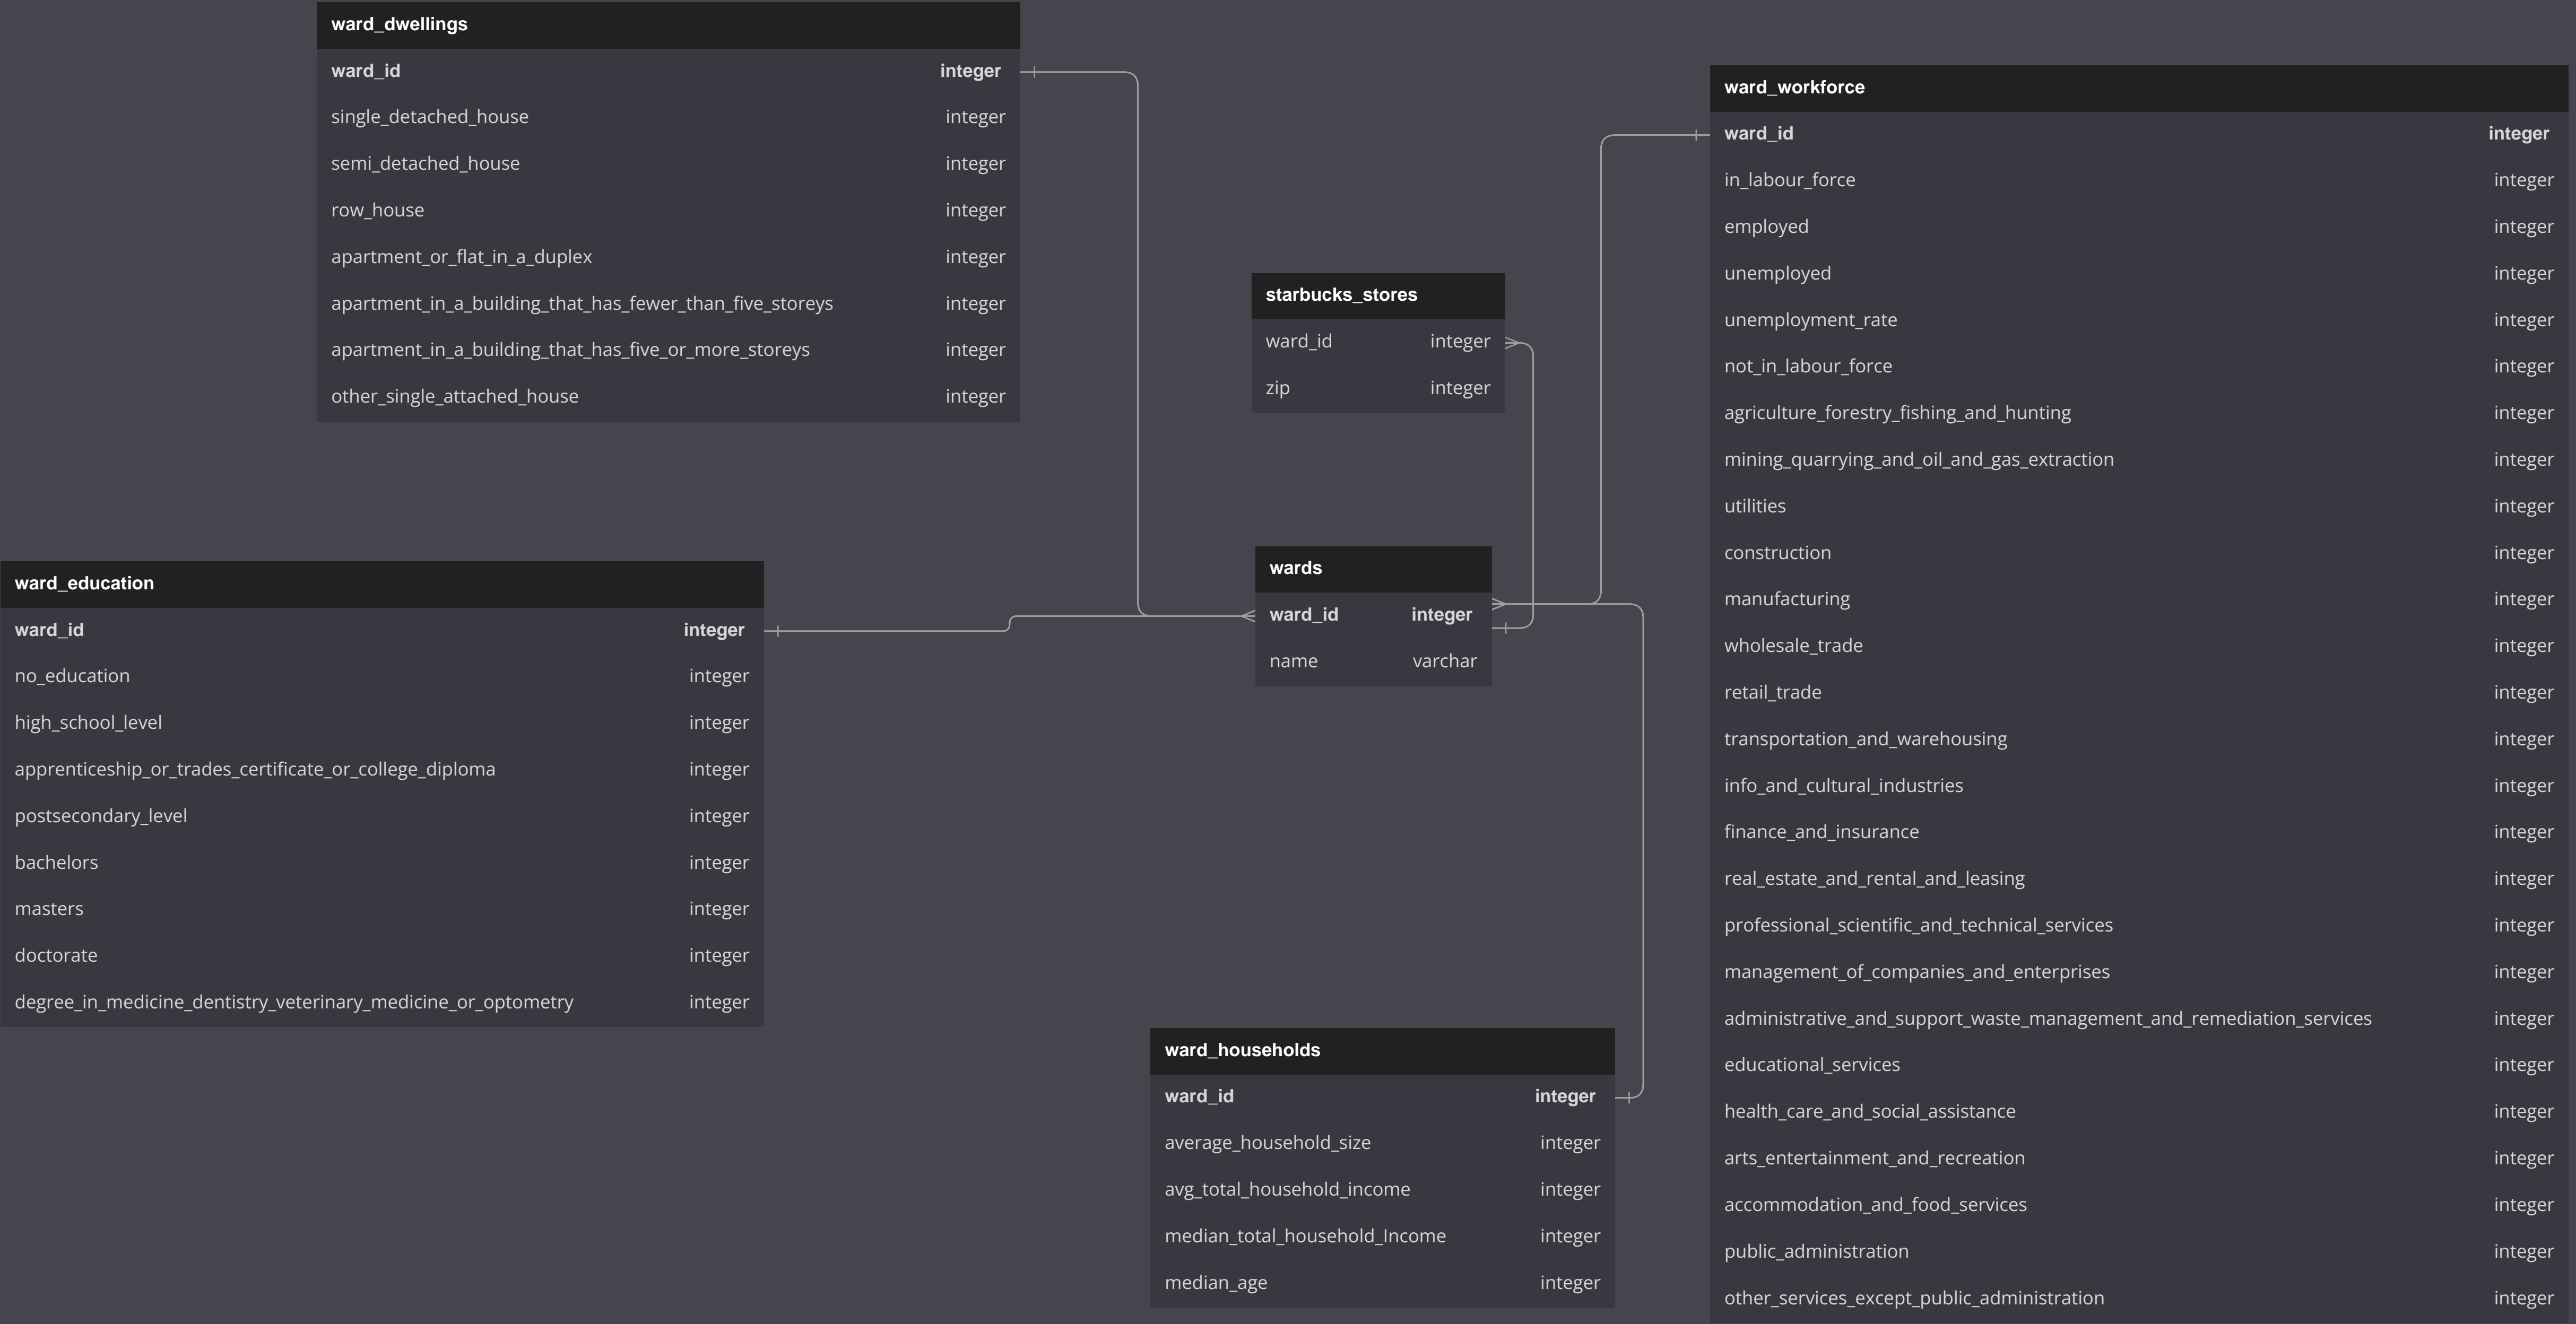 ward_dwellings
ward_id integer
single_detached_house integer
semi_detached_house integer
row_house integer
apartment_or_flat_in_a_duplex integer
apartment_in_a_building_that_has_fewer_than_five_storeys integer
apartment_in_a_building_that_has_five_or_more_storeys integer
other_single_attached_house integer
ward_education
ward_id integer
no_education integer
high_school_level integer
apprenticeship_or_trades_certificate_or_college_diploma integer
postsecondary_level integer
bachelors integer
masters integer
doctorate integer
degree_in_medicine_dentistry_veterinary_medicine_or_optometry integer
starbucks_stores
ward_id integer
zip integer
wards
ward_id integer
name varchar
ward_households
ward_id integer
average_household_size integer
avg_total_household_income integer
median_total_household_Income integer
median_age integer
ward_workforce
ward_id integer
in_labour_force integer
employed integer
unemployed integer
unemployment_rate integer
not_in_labour_force integer
agriculture_forestry_fishing_and_hunting integer
mining_quarrying_and_oil_and_gas_extraction integer
utilities integer
construction integer
manufacturing integer
wholesale_trade integer
retail_trade integer
transportation_and_warehousing integer
info_and_cultural_industries integer
finance_and_insurance integer
real_estate_and_rental_and_leasing integer
professional_scientific_and_technical_services integer
management_of_companies_and_enterprises integer
administrative_and_support_waste_management_and_remediation_services integer
educational_services integer
health_care_and_social_assistance integer
arts_entertainment_and_recreation integer
accommodation_and_food_services integer
public_administration integer
other_services_except_public_administration integer